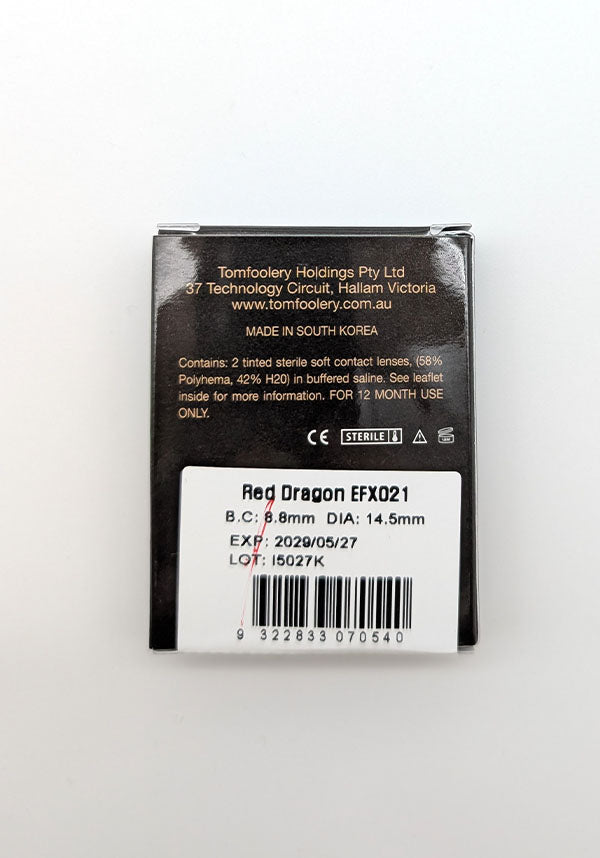 Tomfoolery Holdings Pty Ltd
37 Technology Circuit, Hallam Victoria
www.tomfoolery.com.au
MADE IN SOUTH KOREA
Contains: 2 tinted sterile soft contact lenses, (58%
Polyhema, 42% H20) in buffered saline. See leaflet
inside for more information. FOR 12 MONTH USE
ONLY.
CE STERILE
Red Dragon EFX021
B.C: 8.8mm DIA: 14.5mm
EXP: 2029/05/27
LOT: I5027K
9 322833 070540